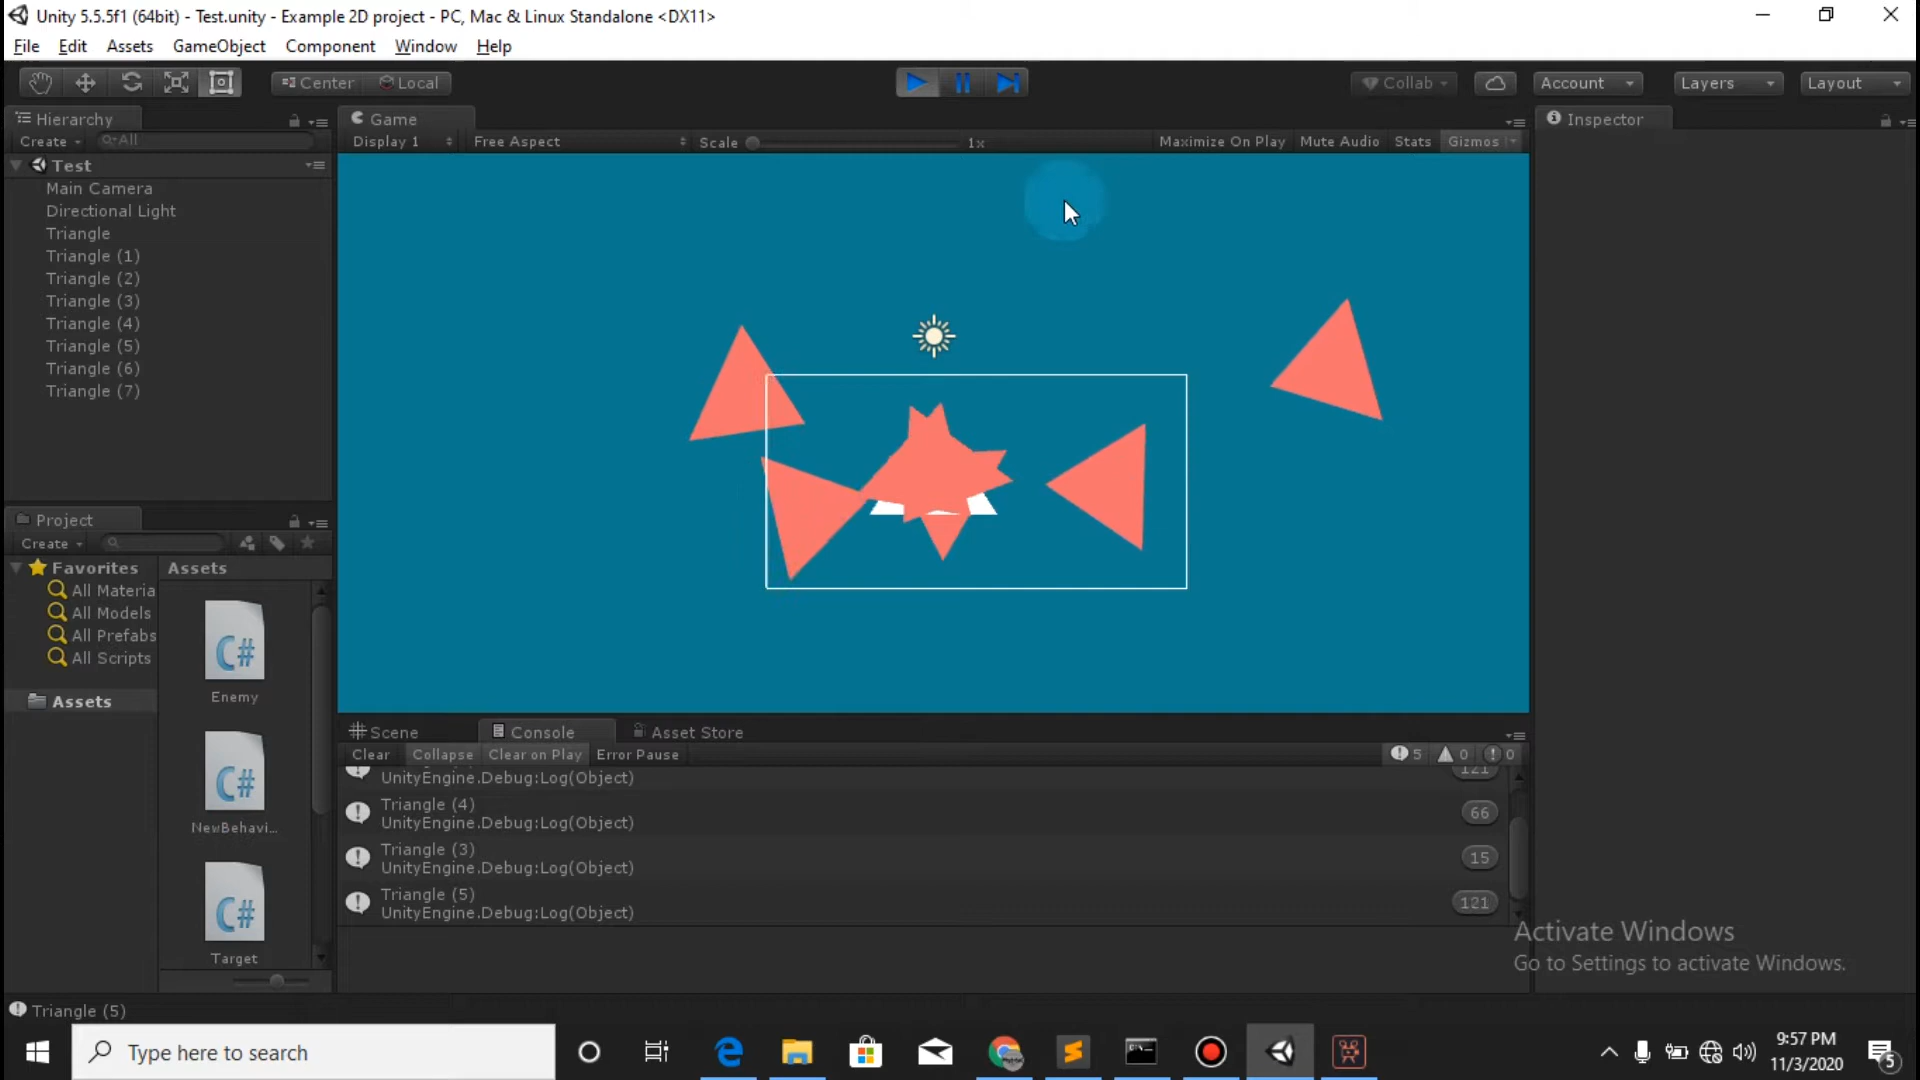 Unity 5.5.5f1 (64bit) - Test.unity - Example 2D project - PC, Mac & Linux Standalone <DX11>
File Edit Assets GameObject Component Window Help
Center Local Collab Account Layers Layout
Hierarchy
Create All
Test
Main Camera
Directional Light
Triangle
Triangle (1)
Triangle (2)
Triangle (3)
Triangle (4)
Triangle (5)
Triangle (6)
Triangle (7)
Game
Display 1 Free Aspect Scale 1x Maximize On Play Mute Audio Stats Gizmos
Inspector
Project
Create
Favorites
All Materia
All Models
All Prefabs
All Scripts
Assets
Assets
Enemy
NewBehavi...
Target
Scene Console Asset Store
Clear Collapse Clear on Play Error Pause 5 0 0
UnityEngine.Debug:Log(Object) 121
Triangle (4)
UnityEngine.Debug:Log(Object) 66
Triangle (3)
UnityEngine.Debug:Log(Object) 15
Triangle (5)
UnityEngine.Debug:Log(Object) 121
Activate Windows
Go to Settings to activate Windows.
Triangle (5)
Type here to search
9:57 PM
11/3/2020
5